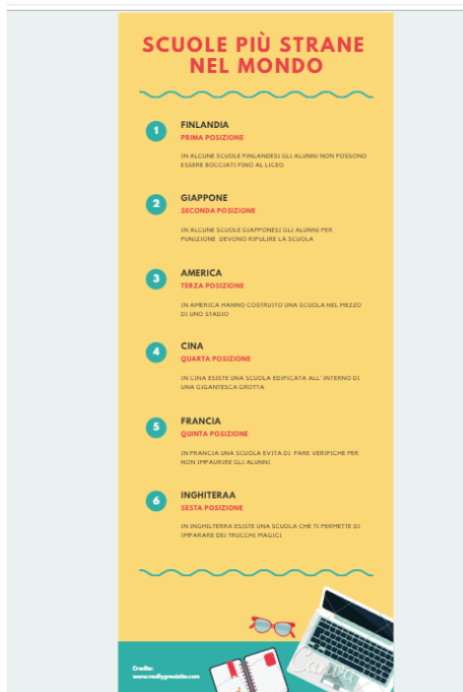 SCUOLE PIÙ STRANE
NEL MONDO
1
FINLANDIA
PRIMA POSIZIONE
IN ALCUNE SCUOLE FINLANDESI GLI ALUNNI NON POSSONO
ESSERE BOCCIATI FINO AL LICEO
2
GIAPPONE
SECONDA POSIZIONE
IN ALCUNE SCUOLE GIAPPONESI GLI ALUNNI PER
PUNIZIONE DEVONO RIPULIRE LA SCUOLA
3
AMERICA
TERZA POSIZIONE
IN AMERICA HANNO COSTRUITO UNA SCUOLA NEL MEZZO
DI UNO STADIO
4
CINA
QUARTA POSIZIONE
IN CINA ESISTE UNA SCUOLA EDIFICATA ALL' INTERNO DI
UNA GIGANTESCA GROTTA
5
FRANCIA
QUINTA POSIZIONE
IN FRANCIA UNA SCUOLA EVITA DI FARE VERIFICHE PER
NON IMPAURIRE GLI ALUNNI
6
INGHITERAA
SESTA POSIZIONE
IN INGHILTERRA ESISTE UNA SCUOLA CHE TI PERMETTE DI
IMPARARE DEI TRUCCHI MAGICI
Credits:
www.reallygreatsite.com
Canva